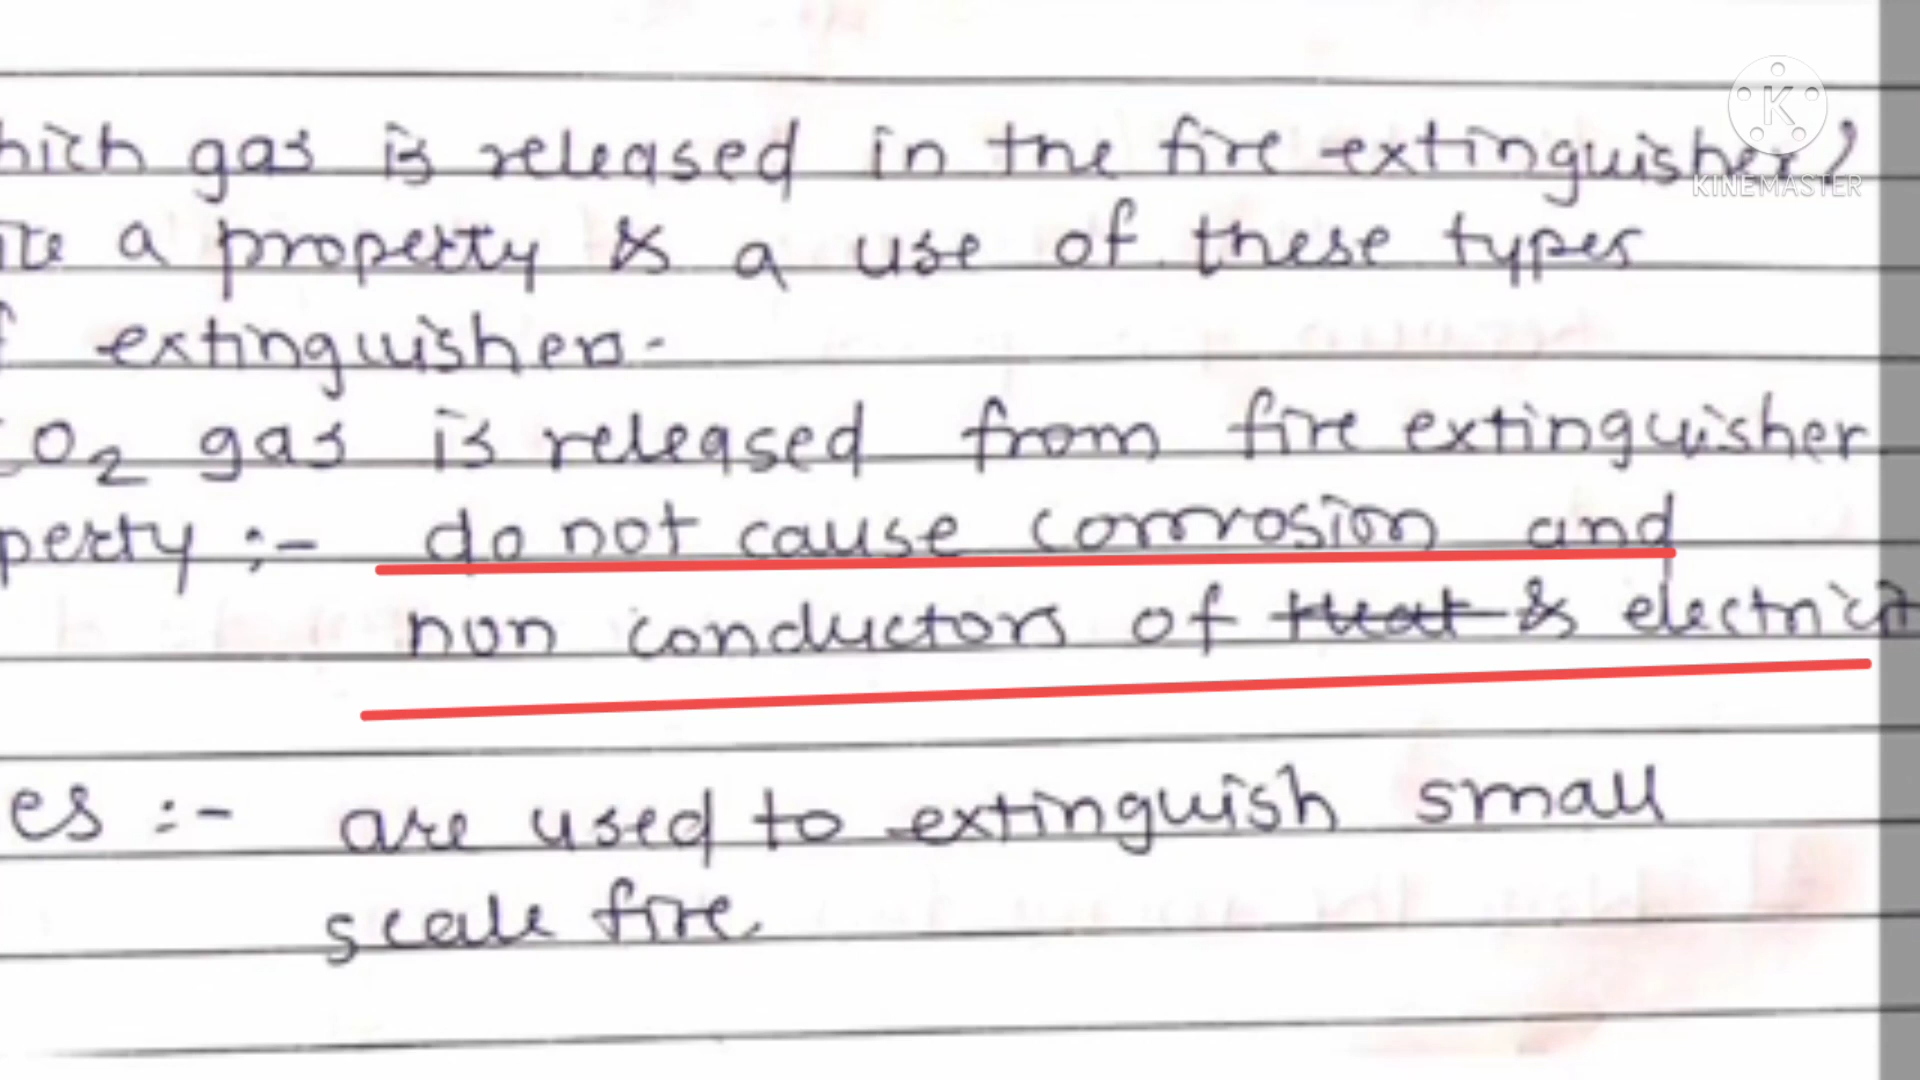 hich gas is released in the fire extinguisher?
ite a property & a use of these types
f extinguishers.
CO2 gas is released from fire extinguisher
perty :- do not cause corrosion and
non conductors of heat & electricit
es :- are used to extinguish small
scale fire.
KINEMASTER